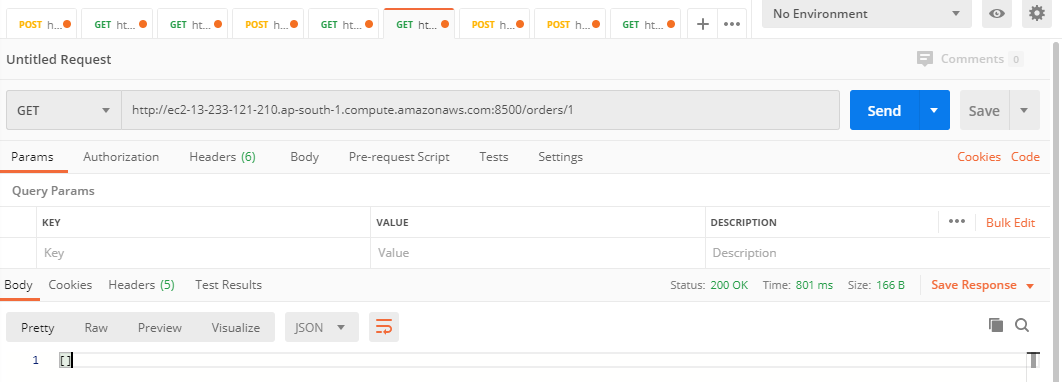 POST h... GET ht... GET ht... POST h... GET ht... GET ht... POST h... POST h... GET ht... + ••• No Environment
Untitled Request Comments 0
GET http://ec2-13-233-121-210.ap-south-1.compute.amazonaws.com:8500/orders/1 Send Save
Params Authorization Headers (6) Body Pre-request Script Tests Settings Cookies Code
Query Params
KEY VALUE DESCRIPTION ••• Bulk Edit
Key Value Description
Body Cookies Headers (5) Test Results Status: 200 OK Time: 801 ms Size: 166 B Save Response
Pretty Raw Preview Visualize JSON
1 []